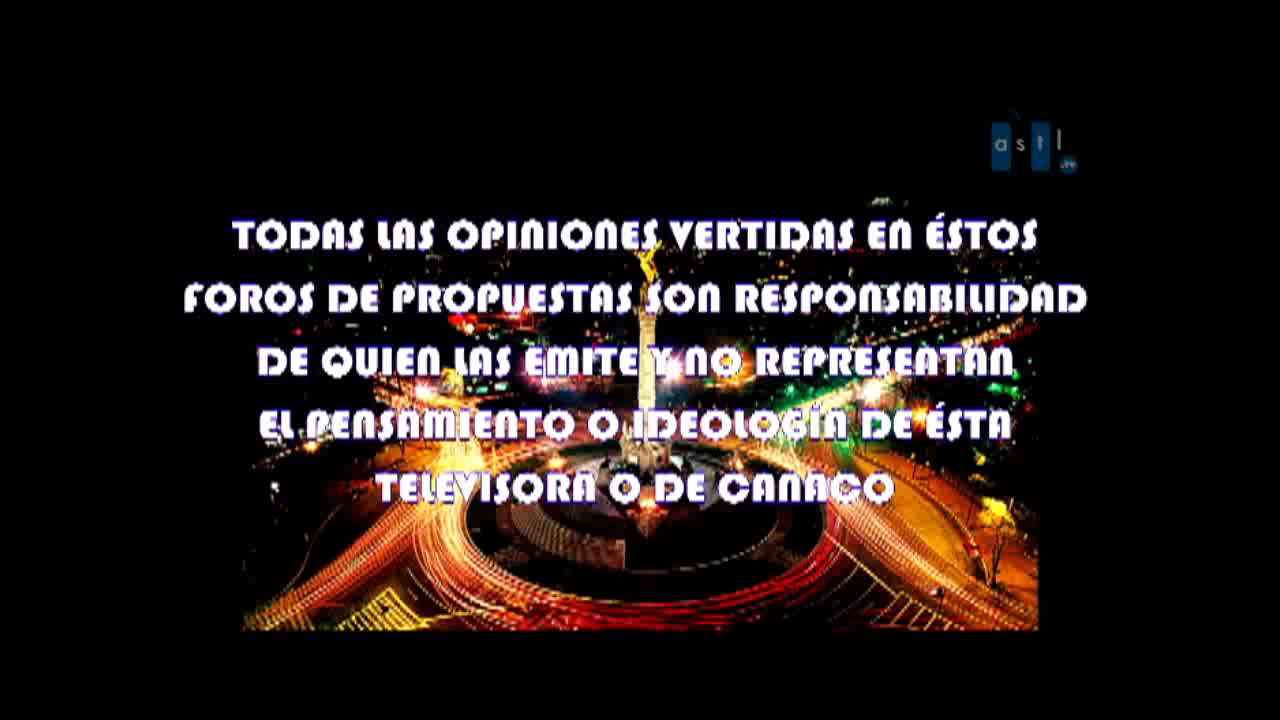 astl
TODAS LAS OPINIONES VERTIDAS EN ÉSTOS
FOROS DE PROPUESTAS SON RESPONSABILIDAD
DE QUIEN LAS EMITE Y NO REPRESENTAN
EL PENSAMIENTO O IDEOLOGÍA DE ÉSTA
TELEVISORA O DE CANACO